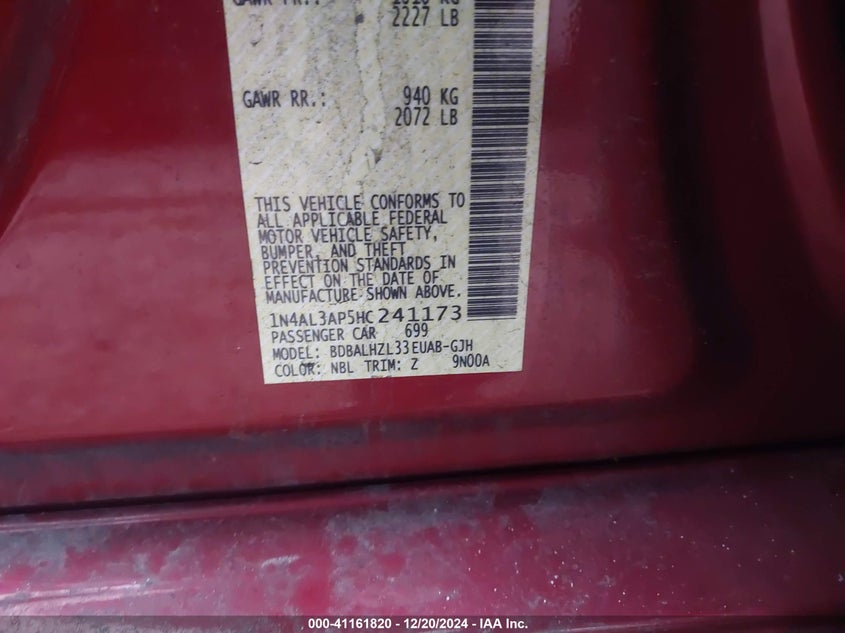 2227 LB
GAWR RR.: 940 KG
2072 LB
THIS VEHICLE CONFORMS TO
ALL APPLICABLE FEDERAL
MOTOR VEHICLE SAFETY,
BUMPER, AND THEFT
PREVENTION STANDARDS IN
EFFECT ON THE DATE OF
MANUFACTURE SHOWN ABOVE.
1N4AL3AP5HC241173
PASSENGER CAR 699
MODEL: BDBALHZL33EUAB-GJH
COLOR: NBL TRIM: Z 9N00A
000-41161820 - 12/20/2024 - IAA Inc.